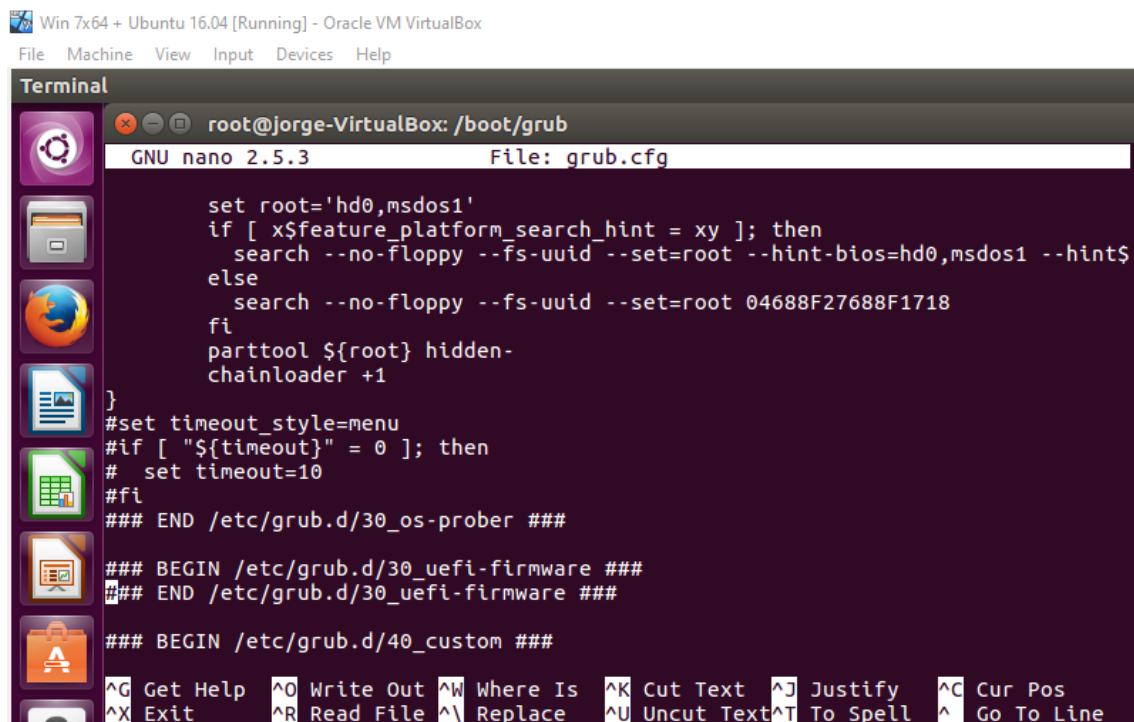 Win 7x64 + Ubuntu 16.04 [Running] - Oracle VM VirtualBox
File Machine View Input Devices Help
Terminal
root@jorge-VirtualBox: /boot/grub
GNU nano 2.5.3 File: grub.cfg
set root='hd0,msdos1'
if [ x$feature_platform_search_hint = xy ]; then
search --no-floppy --fs-uuid --set=root --hint-bios=hd0,msdos1 --hint$
else
search --no-floppy --fs-uuid --set=root 04688F27688F1718
fi
parttool ${root} hidden-
chainloader +1
}
#set timeout_style=menu
#if [ "${timeout}" = 0 ]; then
#  set timeout=10
#fi
### END /etc/grub.d/30_os-prober ###
### BEGIN /etc/grub.d/30_uefi-firmware ###
### END /etc/grub.d/30_uefi-firmware ###
### BEGIN /etc/grub.d/40_custom ###
^G Get Help ^O Write Out ^W Where Is ^K Cut Text ^J Justify ^C Cur Pos
^X Exit ^R Read File ^\ Replace ^U Uncut Text ^T To Spell ^_ Go To Line